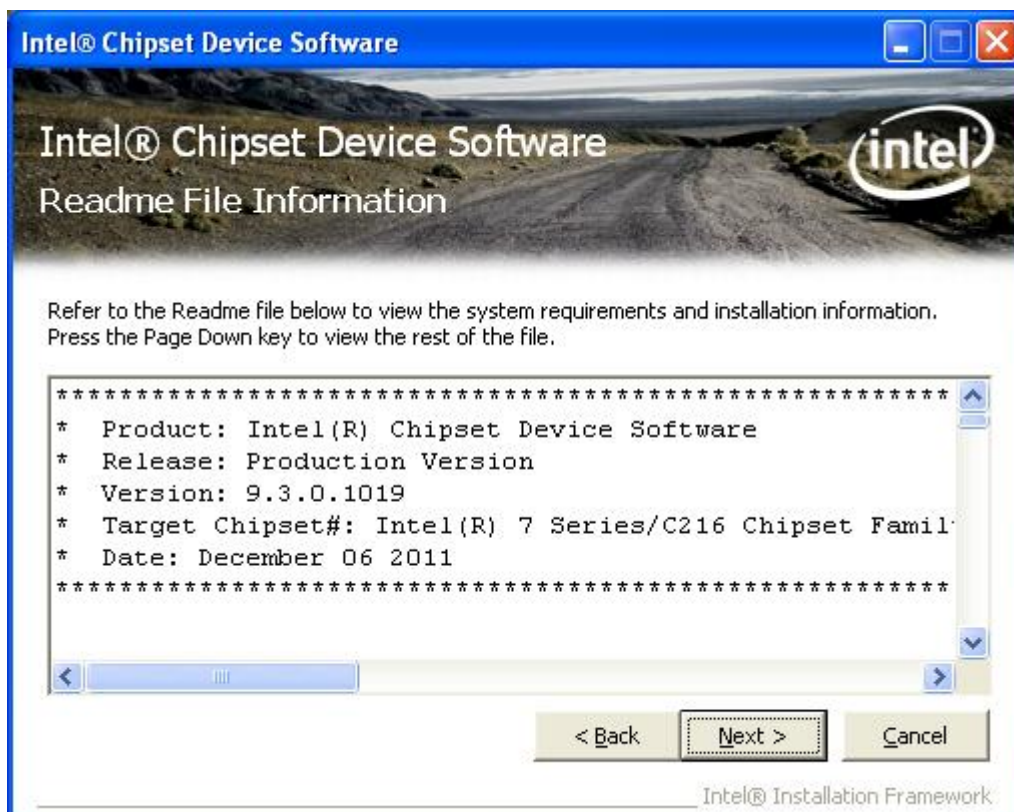 Intel® Chipset Device Software
Intel® Chipset Device Software
intel
Readme File Information
Refer to the Readme file below to view the system requirements and installation information.
Press the Page Down key to view the rest of the file.
********************************************************
* Product: Intel(R) Chipset Device Software
* Release: Production Version
* Version: 9.3.0.1019
* Target Chipset#: Intel(R) 7 Series/C216 Chipset Famil
* Date: December 06 2011
********************************************************
< Back Next > Cancel
Intel® Installation Framework